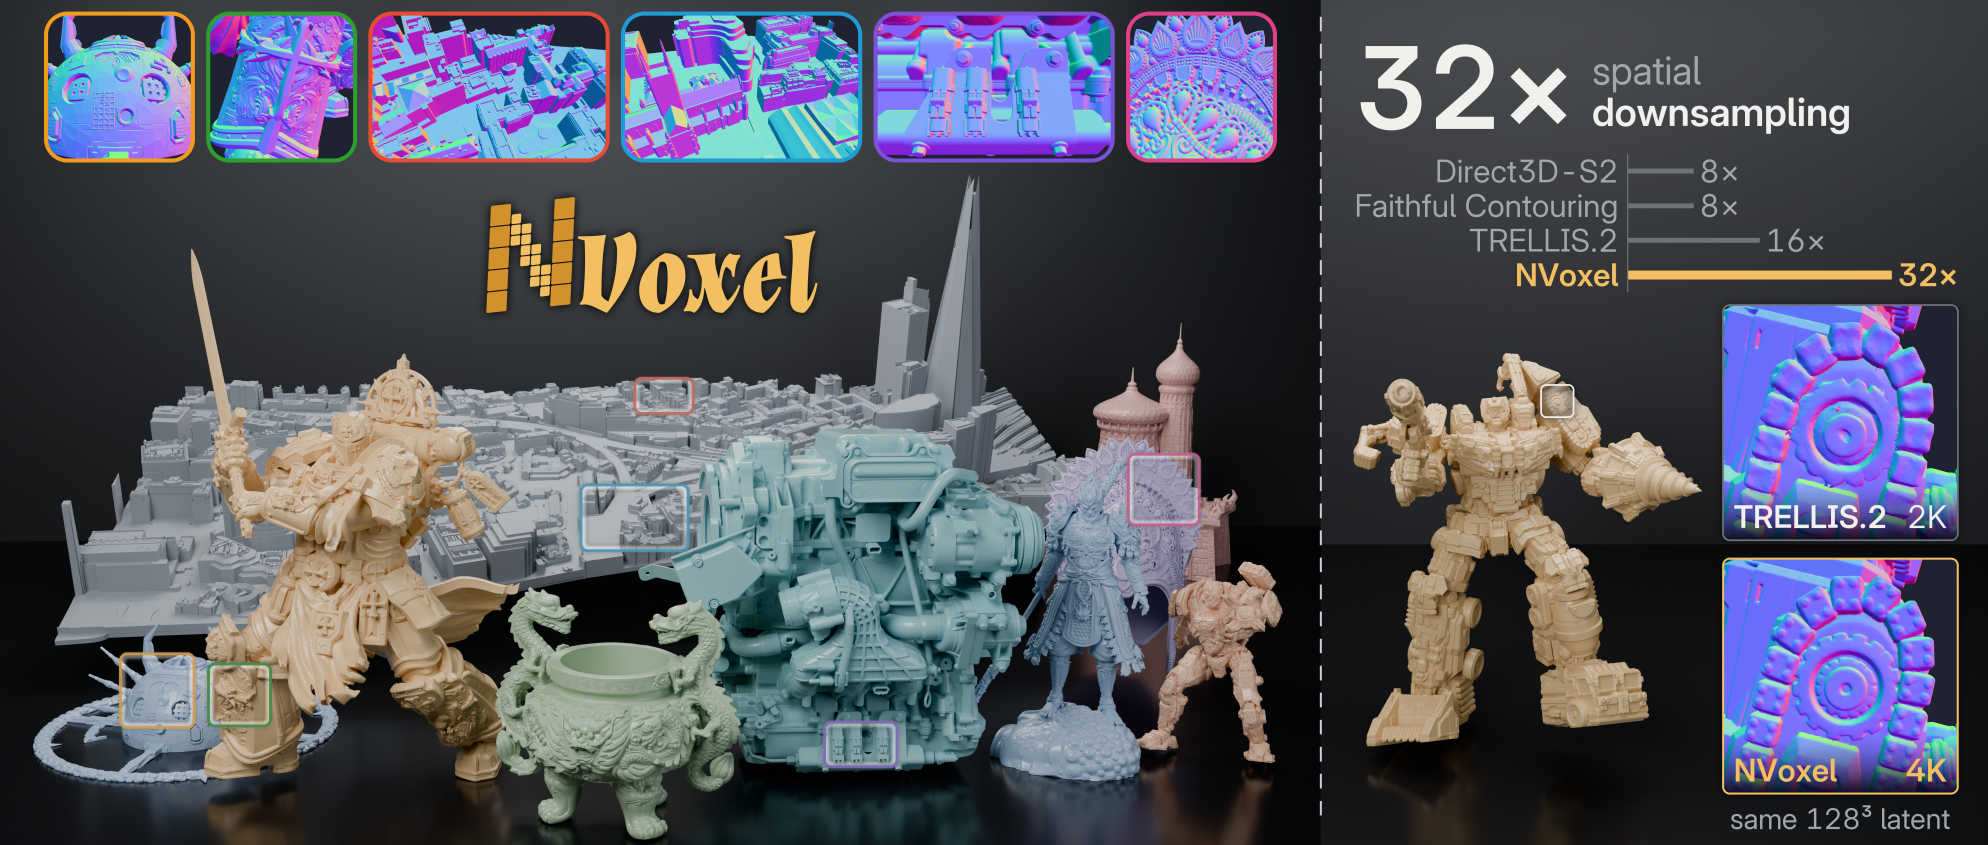 NVoxel
32× spatial
downsampling
Direct3D-S2 8×
Faithful Contouring 8×
TRELLIS.2 16×
NVoxel 32×
TRELLIS.2 2K
NVoxel 4K
same 128³ latent